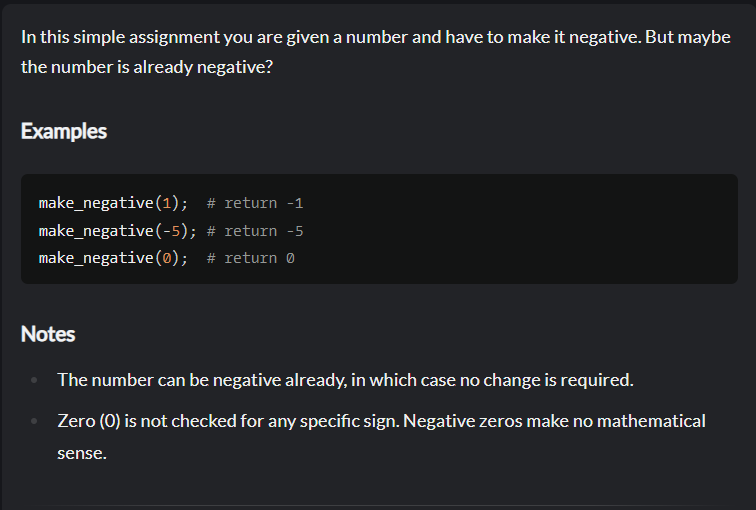 In this simple assignment you are given a number and have to make it negative. But maybe
the number is already negative?
Examples
make_negative(1);  # return -1
make_negative(-5); # return -5
make_negative(0);  # return 0
Notes
The number can be negative already, in which case no change is required.
Zero (0) is not checked for any specific sign. Negative zeros make no mathematical
sense.